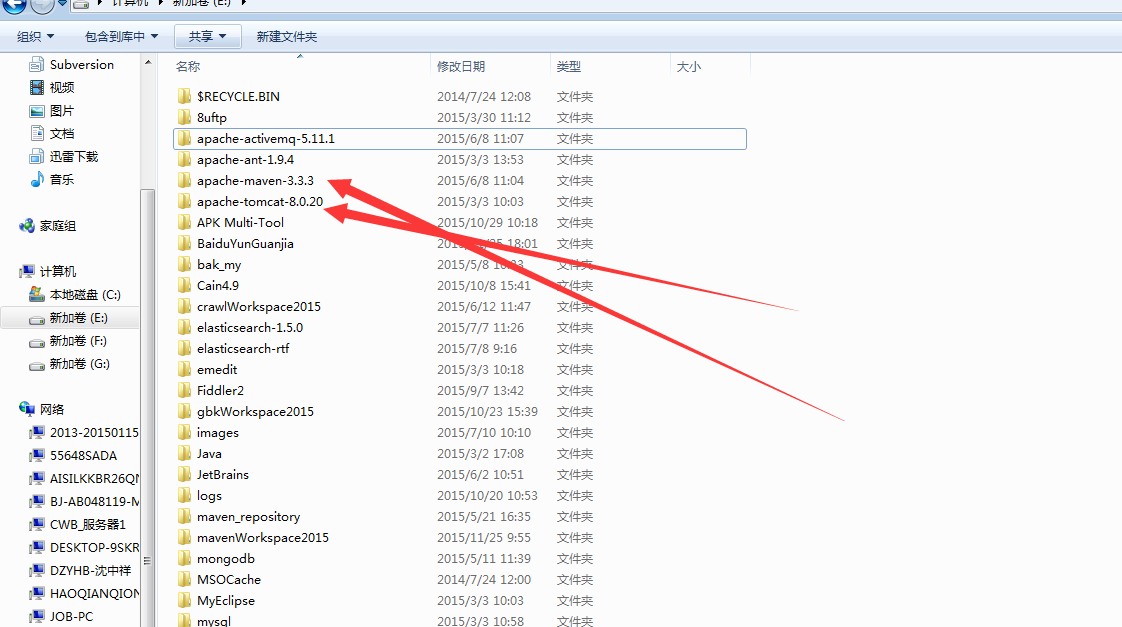 计算机 新加卷 (E:)
组织 包含到库中 共享 新建文件夹
Subversion
视频
图片
文档
迅雷下载
音乐
家庭组
计算机
本地磁盘 (C:)
新加卷 (E:)
新加卷 (F:)
新加卷 (G:)
网络
2013-20150115
55648SADA
AISILKKBR26QN
BJ-AB048119-M
CWB_服务器1
DESKTOP-9SKR
DZYHB-沈中祥
HAOQIANQION
JOB-PC
名称 修改日期 类型 大小
$RECYCLE.BIN 2014/7/24 12:08 文件夹
8uftp 2015/3/30 11:12 文件夹
apache-activemq-5.11.1 2015/6/8 11:07 文件夹
apache-ant-1.9.4 2015/3/3 13:53 文件夹
apache-maven-3.3.3 2015/6/8 11:04 文件夹
apache-tomcat-8.0.20 2015/3/3 10:03 文件夹
APK Multi-Tool 2015/10/29 10:18 文件夹
BaiduYunGuanjia 18:01 文件夹
bak_my 2015/5/8 文件夹
Cain4.9 2015/10/8 15:41 文件夹
crawlWorkspace2015 2015/6/12 11:47 文件夹
elasticsearch-1.5.0 2015/7/7 11:26 文件夹
elasticsearch-rtf 2015/7/8 9:16 文件夹
emedit 2015/3/3 10:18 文件夹
Fiddler2 2015/9/7 13:42 文件夹
gbkWorkspace2015 2015/10/23 15:39 文件夹
images 2015/7/10 10:10 文件夹
Java 2015/3/2 17:08 文件夹
JetBrains 2015/6/2 10:51 文件夹
logs 2015/10/20 10:53 文件夹
maven_repository 2015/5/21 16:35 文件夹
mavenWorkspace2015 2015/11/25 9:55 文件夹
mongodb 2015/5/11 11:39 文件夹
MSOCache 2014/7/24 12:00 文件夹
MyEclipse 2015/3/3 10:03 文件夹
mysql 2015/3/3 10:58 文件夹